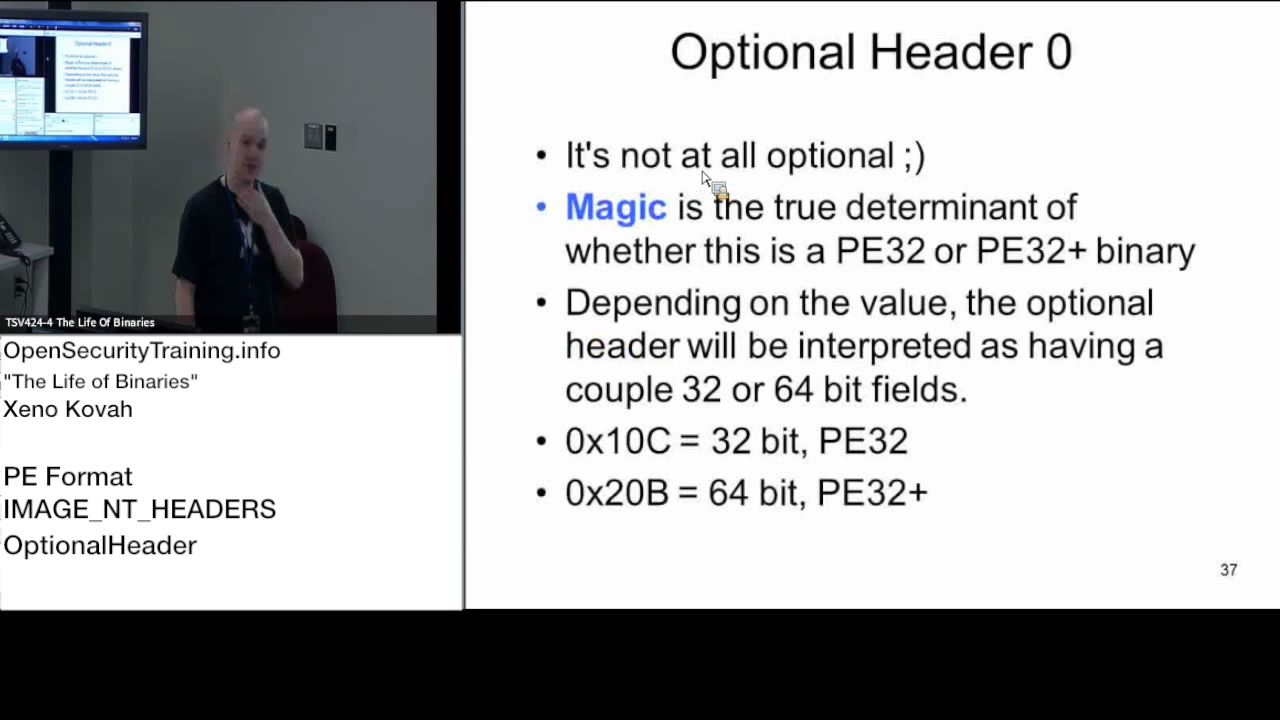 Optional Header 0
TSV424-4 The Life Of Binaries
OpenSecurityTraining.info
"The Life of Binaries"
Xeno Kovah
PE Format
IMAGE_NT_HEADERS
OptionalHeader
Optional Header 0
• It's not at all optional ;)
• Magic is the true determinant of
whether this is a PE32 or PE32+ binary
• Depending on the value, the optional
header will be interpreted as having a
couple 32 or 64 bit fields.
• 0x10C = 32 bit, PE32
• 0x20B = 64 bit, PE32+
37